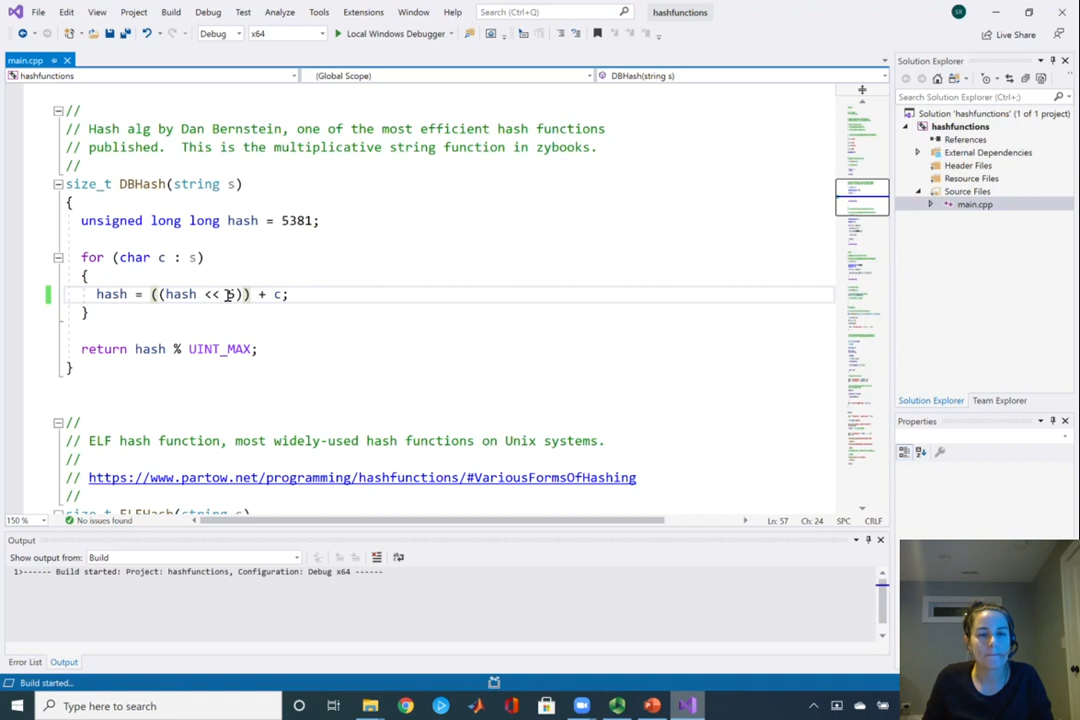 File Edit View Project Build Debug Test Analyze Tools Extensions Window Help Search (Ctrl+Q) hashfunctions SR
Debug x64 Local Windows Debugger Live Share
main.cpp
hashfunctions (Global Scope) DBHash(string s)
//
// Hash alg by Dan Bernstein, one of the most efficient hash functions
// published.  This is the multiplicative string function in zybooks.
//
size_t DBHash(string s)
{
unsigned long long hash = 5381;
for (char c : s)
{
hash = ((hash << 5)) + c;
}
return hash % UINT_MAX;
}
//
// ELF hash function, most widely-used hash functions on Unix systems.
//
// https://www.partow.net/programming/hashfunctions/#VariousFormsOfHashing
//
size_t ELFHash(string s)
150 % No issues found Ln: 57 Ch: 24 SPC CRLF
Output
Show output from: Build
1>------ Build started: Project: hashfunctions, Configuration: Debug x64 ------
Error List Output
Build started...
Type here to search
Solution Explorer
Search Solution Explorer (Ctrl+;)
Solution 'hashfunctions' (1 of 1 project)
hashfunctions
References
External Dependencies
Header Files
Resource Files
Source Files
main.cpp
Solution Explorer Team Explorer
Properties